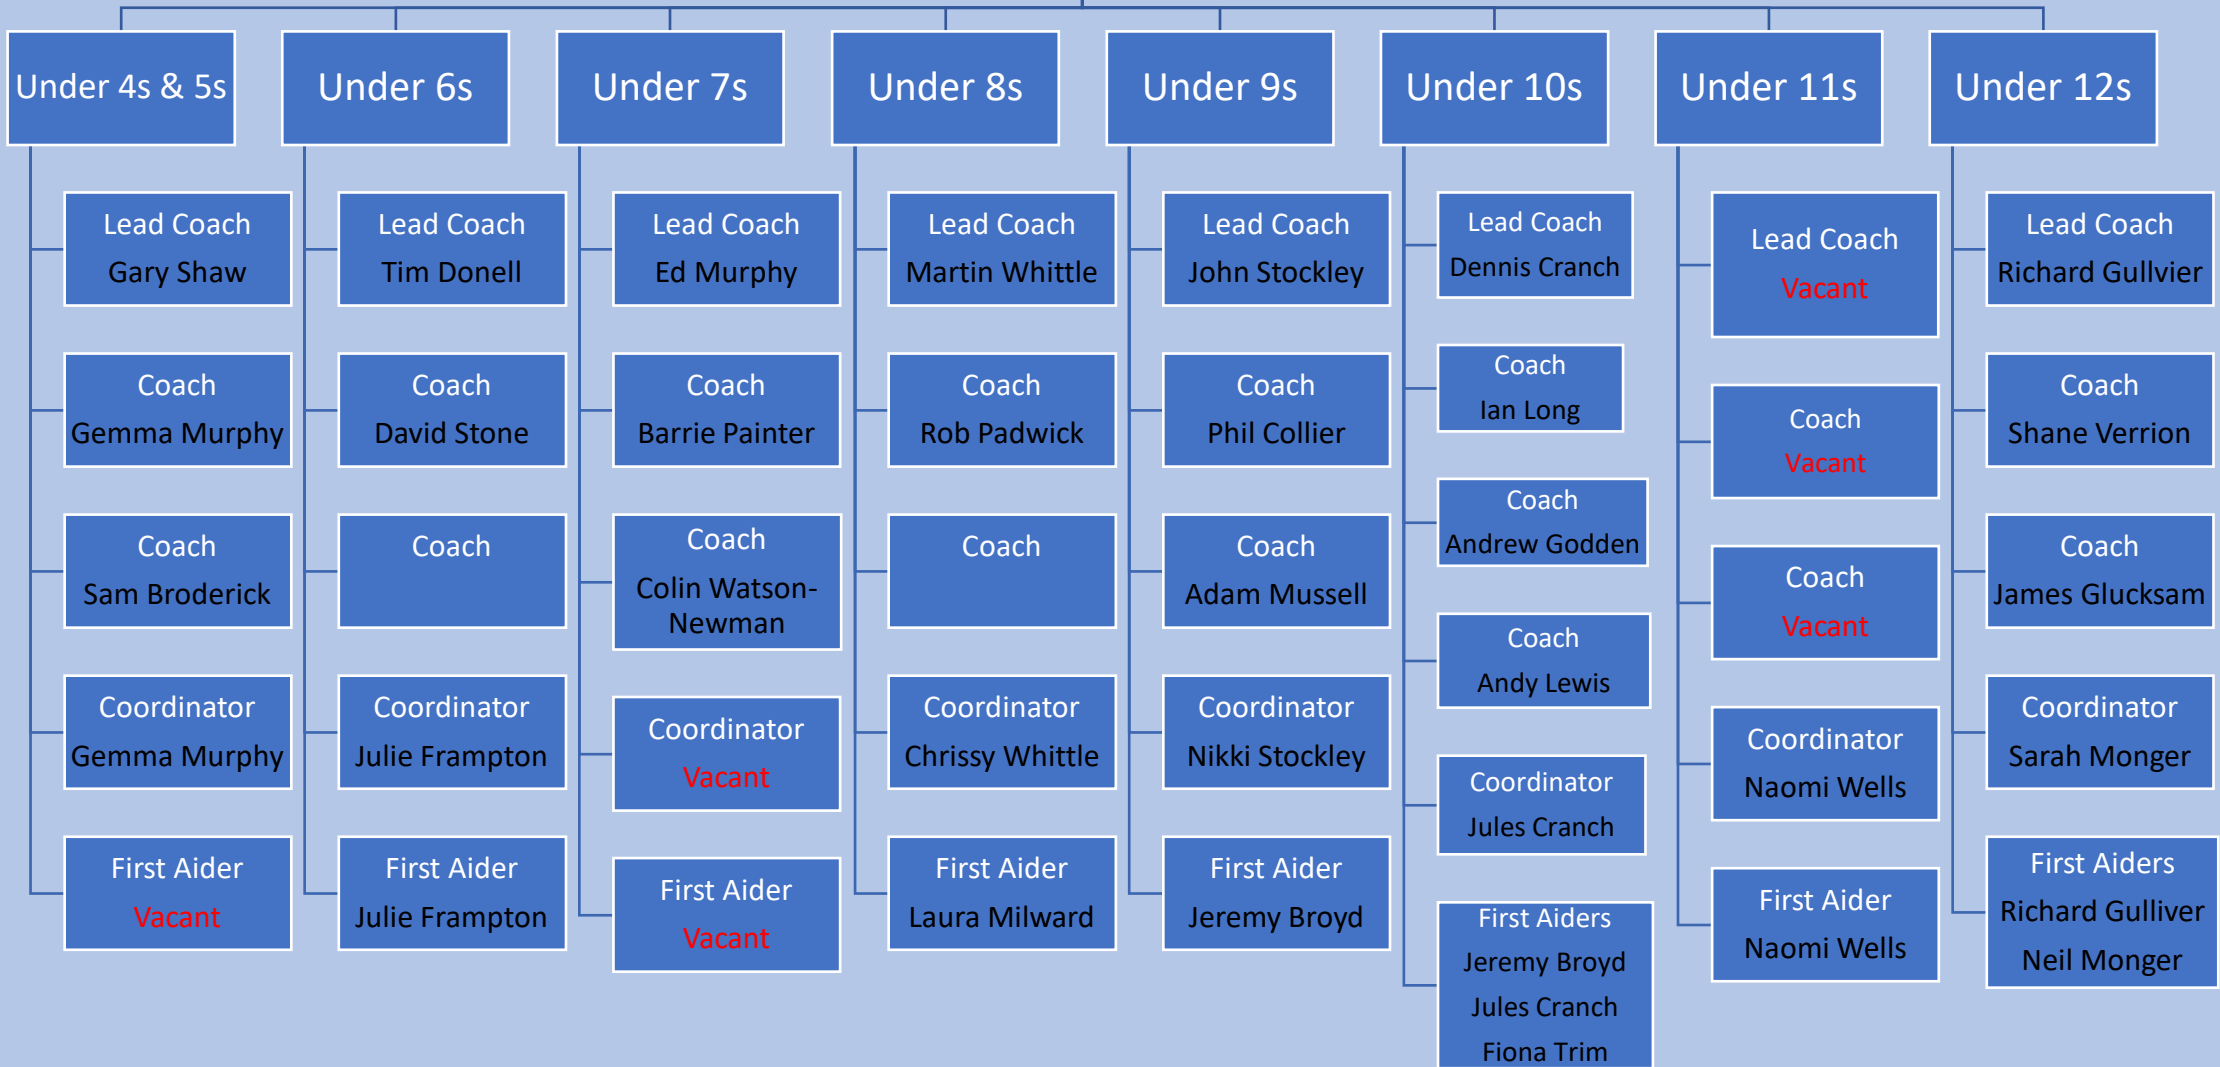 Under 4s & 5s
Lead Coach
Gary Shaw
Coach
Gemma Murphy
Coach
Sam Broderick
Coordinator
Gemma Murphy
First Aider
Vacant
Under 6s
Lead Coach
Tim Donell
Coach
David Stone
Coach
Coordinator
Julie Frampton
First Aider
Julie Frampton
Under 7s
Lead Coach
Ed Murphy
Coach
Barrie Painter
Coach
Colin Watson-
Newman
Coordinator
Vacant
First Aider
Vacant
Under 8s
Lead Coach
Martin Whittle
Coach
Rob Padwick
Coach
Coordinator
Chrissy Whittle
First Aider
Laura Milward
Under 9s
Lead Coach
John Stockley
Coach
Phil Collier
Coach
Adam Mussell
Coordinator
Nikki Stockley
First Aider
Jeremy Broyd
Under 10s
Lead Coach
Dennis Cranch
Coach
Ian Long
Coach
Andrew Godden
Coach
Andy Lewis
Coordinator
Jules Cranch
First Aiders
Jeremy Broyd
Jules Cranch
Fiona Trim
Under 11s
Lead Coach
Vacant
Coach
Vacant
Coach
Vacant
Coordinator
Naomi Wells
First Aider
Naomi Wells
Under 12s
Lead Coach
Richard Gullvier
Coach
Shane Verrion
Coach
James Glucksam
Coordinator
Sarah Monger
First Aiders
Richard Gulliver
Neil Monger